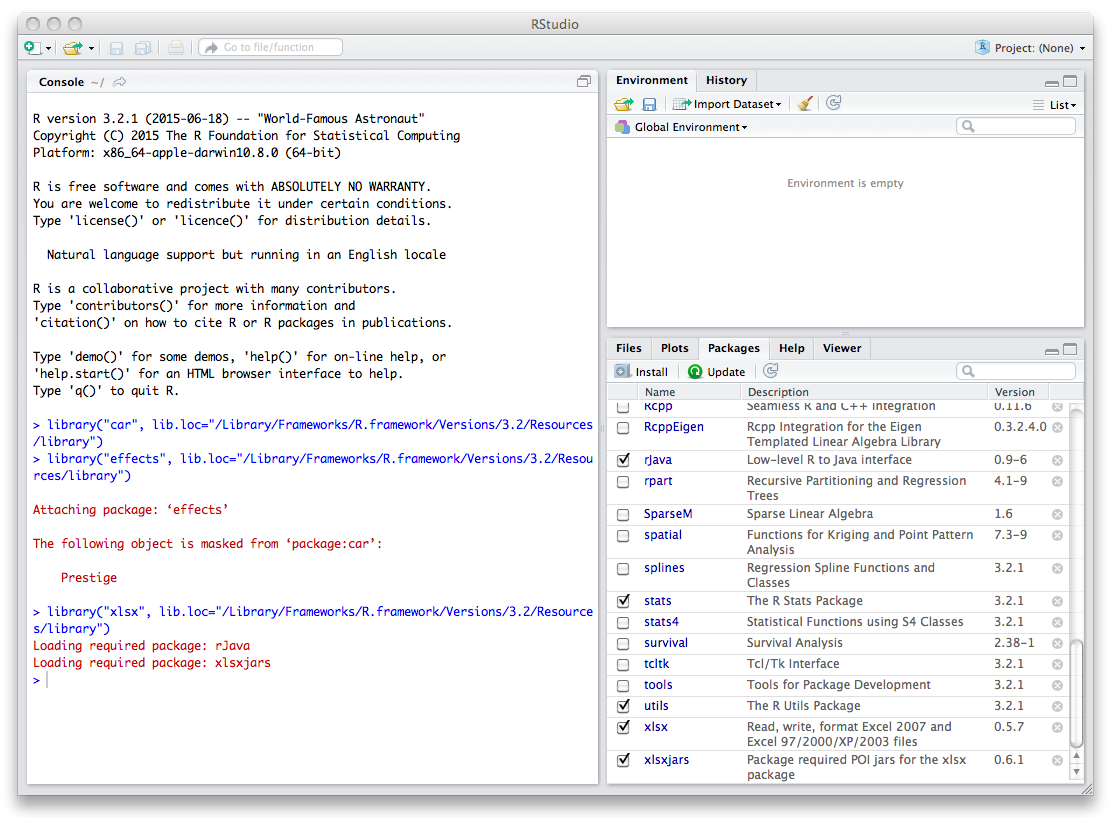 RStudio
Go to file/function
Project: (None)
Console ~/
R version 3.2.1 (2015-06-18) -- "World-Famous Astronaut"
Copyright (C) 2015 The R Foundation for Statistical Computing
Platform: x86_64-apple-darwin10.8.0 (64-bit)
R is free software and comes with ABSOLUTELY NO WARRANTY.
You are welcome to redistribute it under certain conditions.
Type 'license()' or 'licence()' for distribution details.
Natural language support but running in an English locale
R is a collaborative project with many contributors.
Type 'contributors()' for more information and
'citation()' on how to cite R or R packages in publications.
Type 'demo()' for some demos, 'help()' for on-line help, or
'help.start()' for an HTML browser interface to help.
Type 'q()' to quit R.
> library("car", lib.loc="/Library/Frameworks/R.framework/Versions/3.2/Resources
/library")
> library("effects", lib.loc="/Library/Frameworks/R.framework/Versions/3.2/Resou
rces/library")
Attaching package: ‘effects’
The following object is masked from ‘package:car’:
Prestige
> library("xlsx", lib.loc="/Library/Frameworks/R.framework/Versions/3.2/Resource
s/library")
Loading required package: rJava
Loading required package: xlsxjars
>
Environment History
Import Dataset List
Global Environment
Environment is empty
Files Plots Packages Help Viewer
Install Update
Name Description Version
Rcpp Seamless R and C++ Integration 0.11.6
RcppEigen Rcpp Integration for the Eigen 0.3.2.4.0
Templated Linear Algebra Library
rJava Low-level R to Java interface 0.9-6
rpart Recursive Partitioning and Regression 4.1-9
Trees
SparseM Sparse Linear Algebra 1.6
spatial Functions for Kriging and Point Pattern 7.3-9
Analysis
splines Regression Spline Functions and 3.2.1
Classes
stats The R Stats Package 3.2.1
stats4 Statistical Functions using S4 Classes 3.2.1
survival Survival Analysis 2.38-1
tcltk Tcl/Tk Interface 3.2.1
tools Tools for Package Development 3.2.1
utils The R Utils Package 3.2.1
xlsx Read, write, format Excel 2007 and 0.5.7
Excel 97/2000/XP/2003 files
xlsxjars Package required POI jars for the xlsx 0.6.1
package